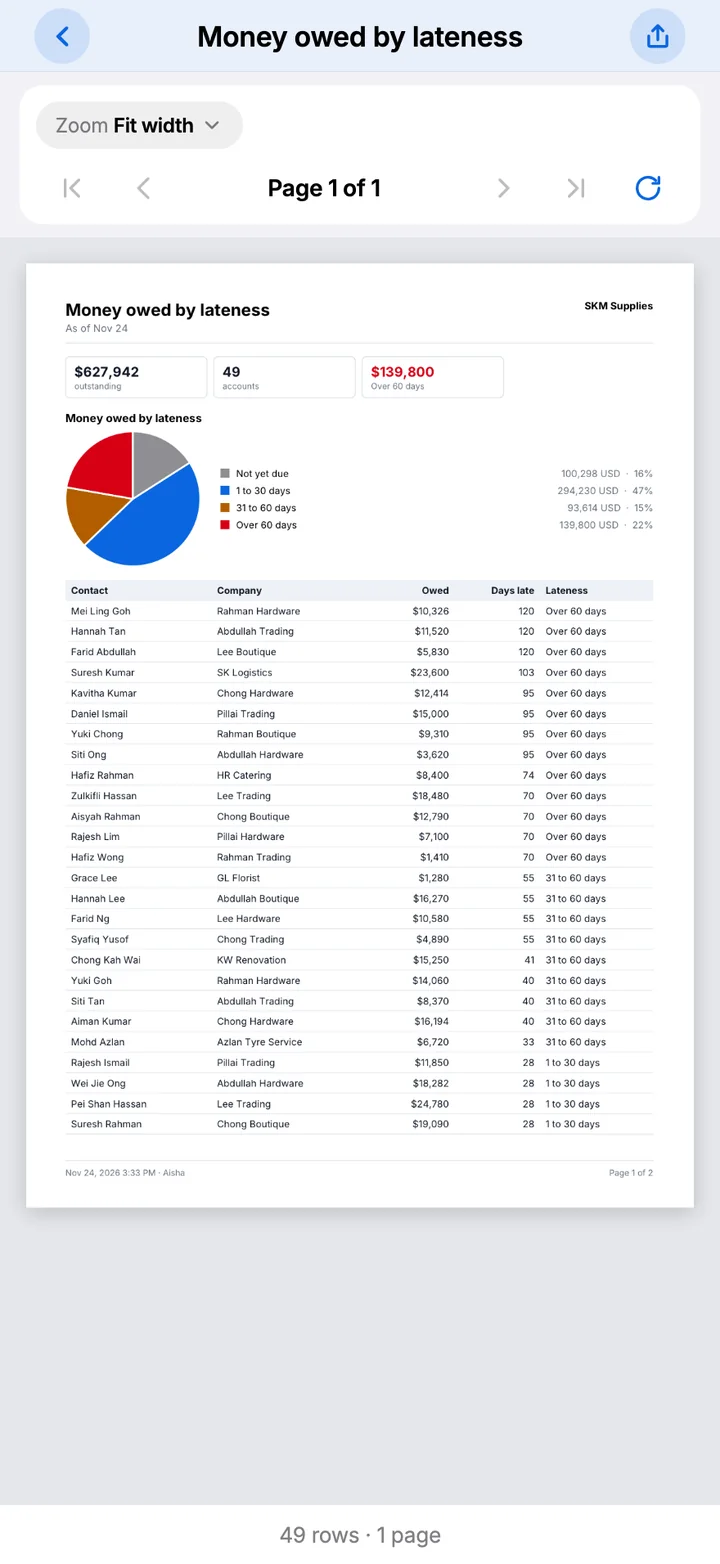 Money owed by lateness
Zoom Fit width
Page 1 of 1
Money owed by lateness
SKM Supplies
As of Nov 24
$627,942
outstanding
49
accounts
$139,800
Over 60 days
Money owed by lateness
Not yet due 100,298 USD · 16%
1 to 30 days 294,230 USD · 47%
31 to 60 days 93,614 USD · 15%
Over 60 days 139,800 USD · 22%
Contact Company Owed Days late Lateness
Mei Ling Goh Rahman Hardware $10,326 120 Over 60 days
Hannah Tan Abdullah Trading $11,520 120 Over 60 days
Farid Abdullah Lee Boutique $5,830 120 Over 60 days
Suresh Kumar SK Logistics $23,600 103 Over 60 days
Kavitha Kumar Chong Hardware $12,414 95 Over 60 days
Daniel Ismail Pillai Trading $15,000 95 Over 60 days
Yuki Chong Rahman Boutique $9,310 95 Over 60 days
Siti Ong Abdullah Hardware $3,620 95 Over 60 days
Hafiz Rahman HR Catering $8,400 74 Over 60 days
Zulkifli Hassan Lee Trading $18,480 70 Over 60 days
Aisyah Rahman Chong Boutique $12,790 70 Over 60 days
Rajesh Lim Pillai Hardware $7,100 70 Over 60 days
Hafiz Wong Rahman Trading $1,410 70 Over 60 days
Grace Lee GL Florist $1,280 55 31 to 60 days
Hannah Lee Abdullah Boutique $16,270 55 31 to 60 days
Farid Ng Lee Hardware $10,580 55 31 to 60 days
Syafiq Yusof Chong Trading $4,890 55 31 to 60 days
Chong Kah Wai KW Renovation $15,250 41 31 to 60 days
Yuki Goh Rahman Hardware $14,060 40 31 to 60 days
Siti Tan Abdullah Trading $8,370 40 31 to 60 days
Aiman Kumar Chong Hardware $16,194 40 31 to 60 days
Mohd Azlan Azlan Tyre Service $6,720 33 31 to 60 days
Rajesh Ismail Pillai Trading $11,850 28 1 to 30 days
Wei Jie Ong Abdullah Hardware $18,282 28 1 to 30 days
Pei Shan Hassan Lee Trading $24,780 28 1 to 30 days
Suresh Rahman Chong Boutique $19,090 28 1 to 30 days
Nov 24, 2026 3:33 PM · Aisha Page 1 of 2
49 rows · 1 page